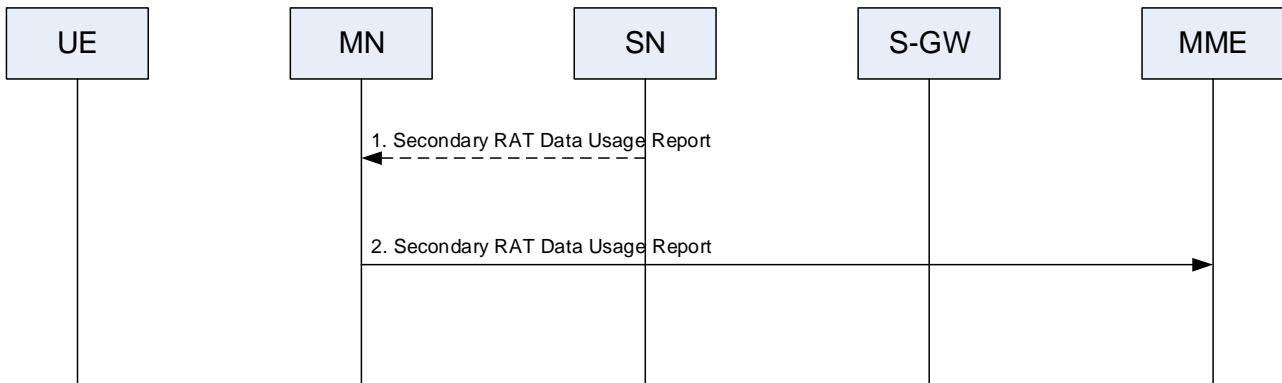 UE
MN
SN
S-GW
MME
1. Secondary RAT Data Usage Report
2. Secondary RAT Data Usage Report